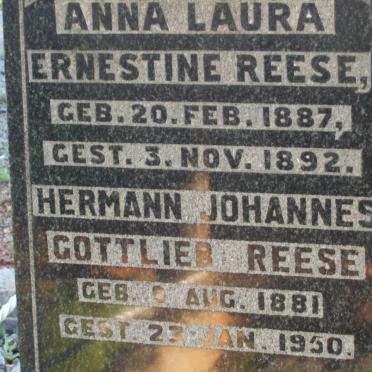 ANNA LAURA
ERNESTINE REESE,
GEB. 20. FEB. 1887,
GEST. 3. NOV. 1892.
HERMANN JOHANNES
GOTTLIEB REESE
GEB. AUG. 1881
GEST 23 JAN. 1950.